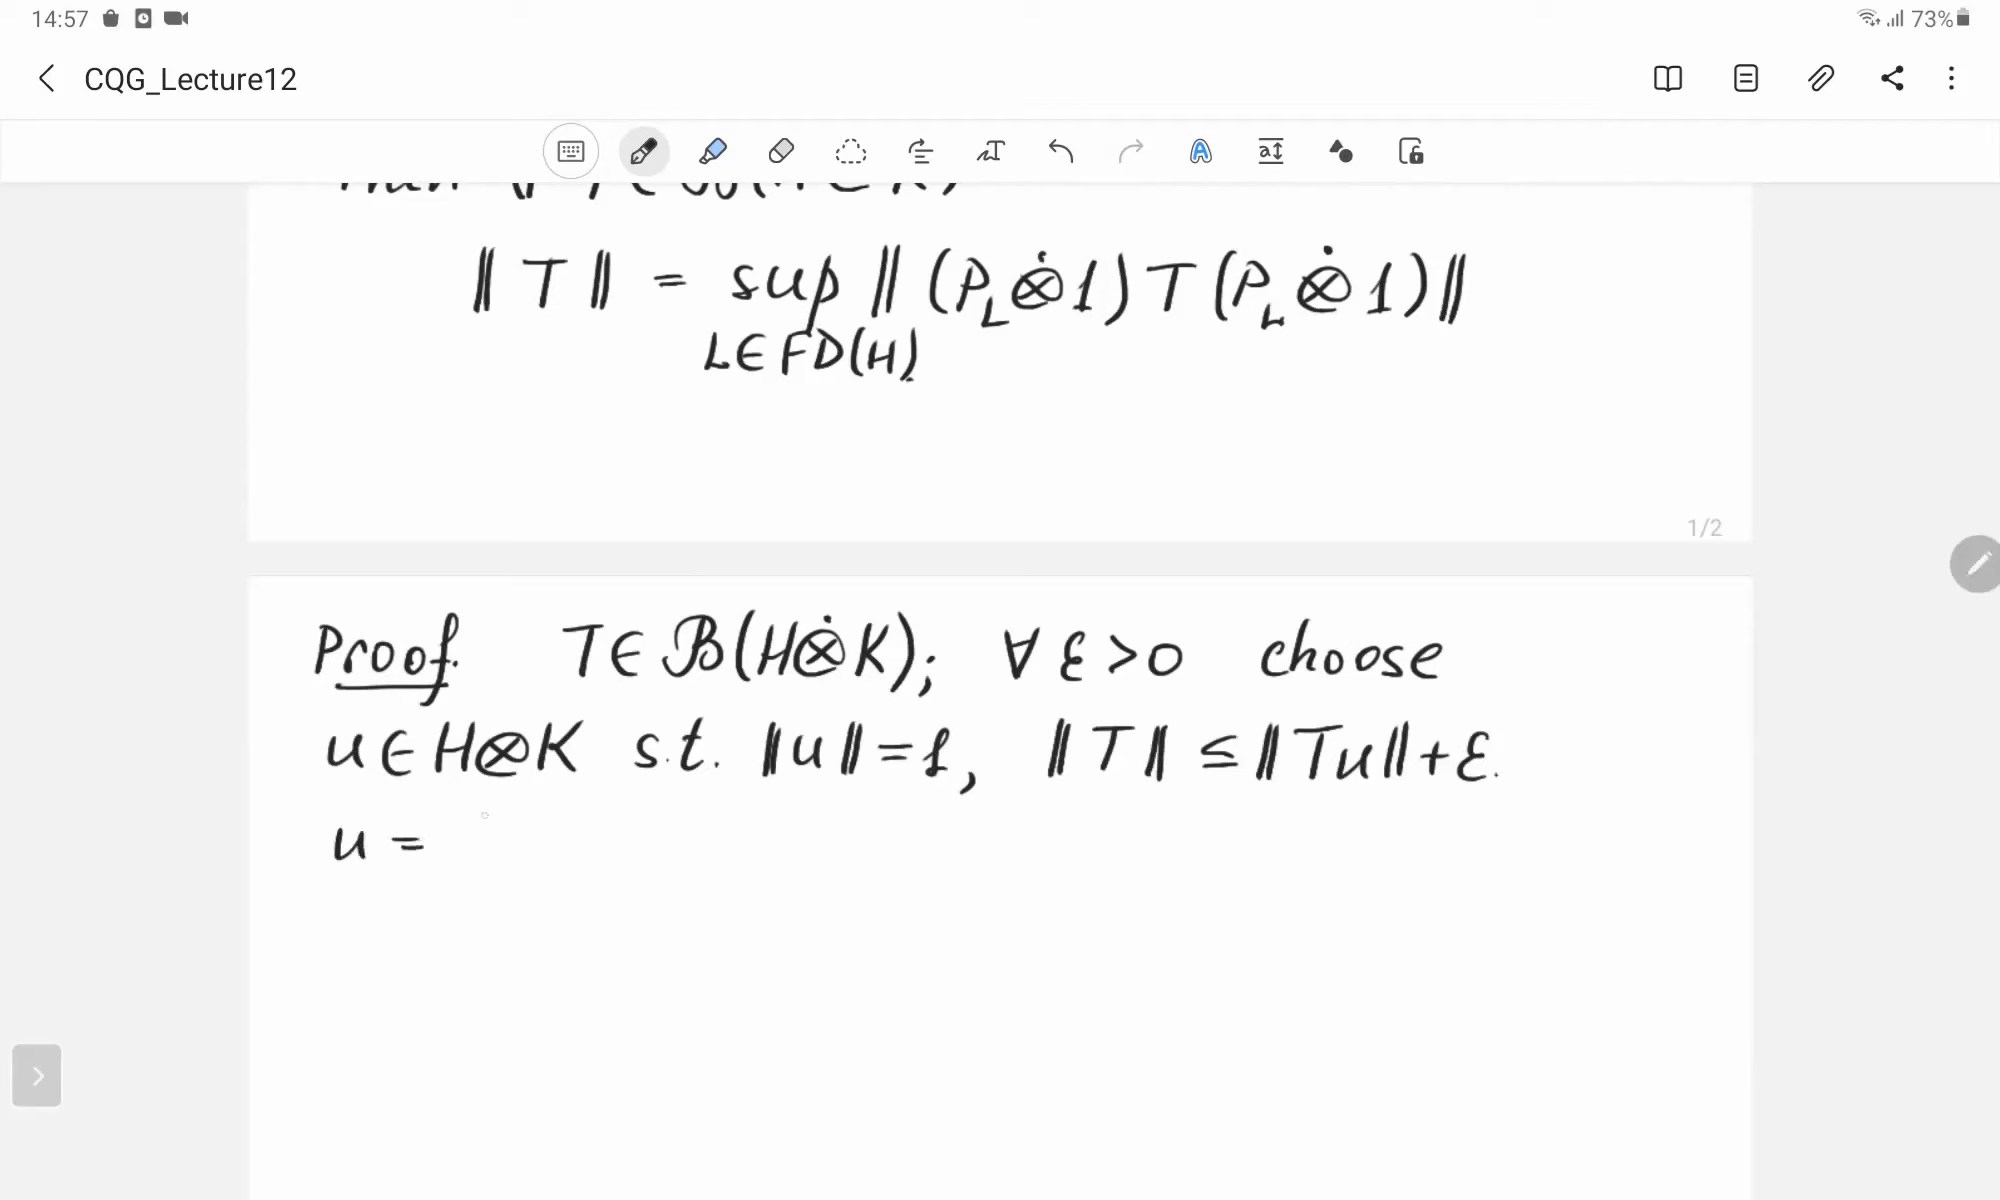 14:57
73%
CQG_Lecture12
‖T‖ = sup ‖(P_L ⊗̇ 1) T (P_L ⊗̇ 1)‖
L∈FD(H)
1/2
Proof. T∈ℬ(H⊗̇K); ∀ ε>0 choose
u∈H⊗K s.t. ‖u‖=1, ‖T‖ ≤ ‖Tu‖+ε.
u =